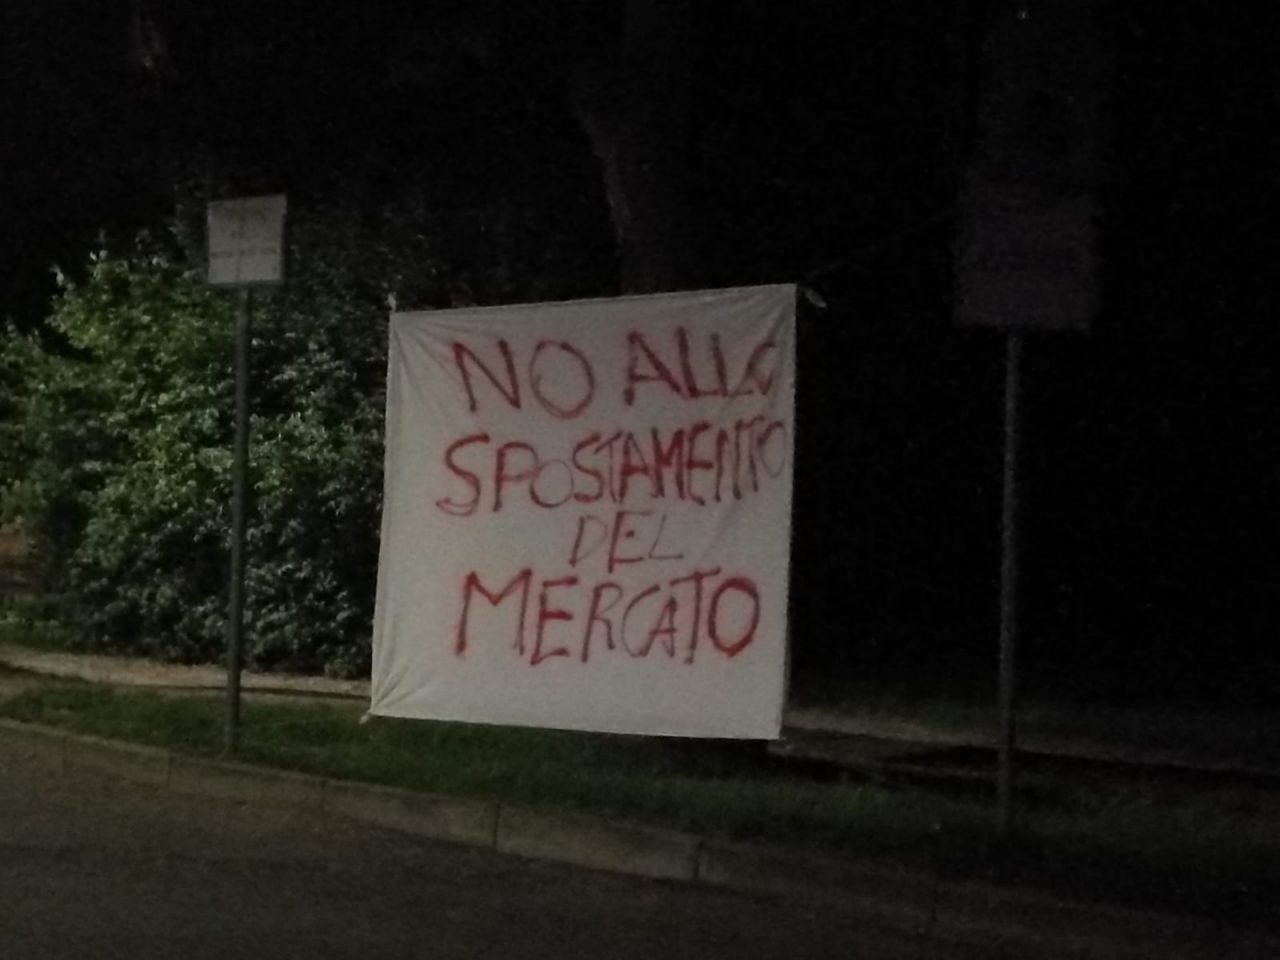 NO ALLO
SPOSTAMENTO
DEL
MERCATO